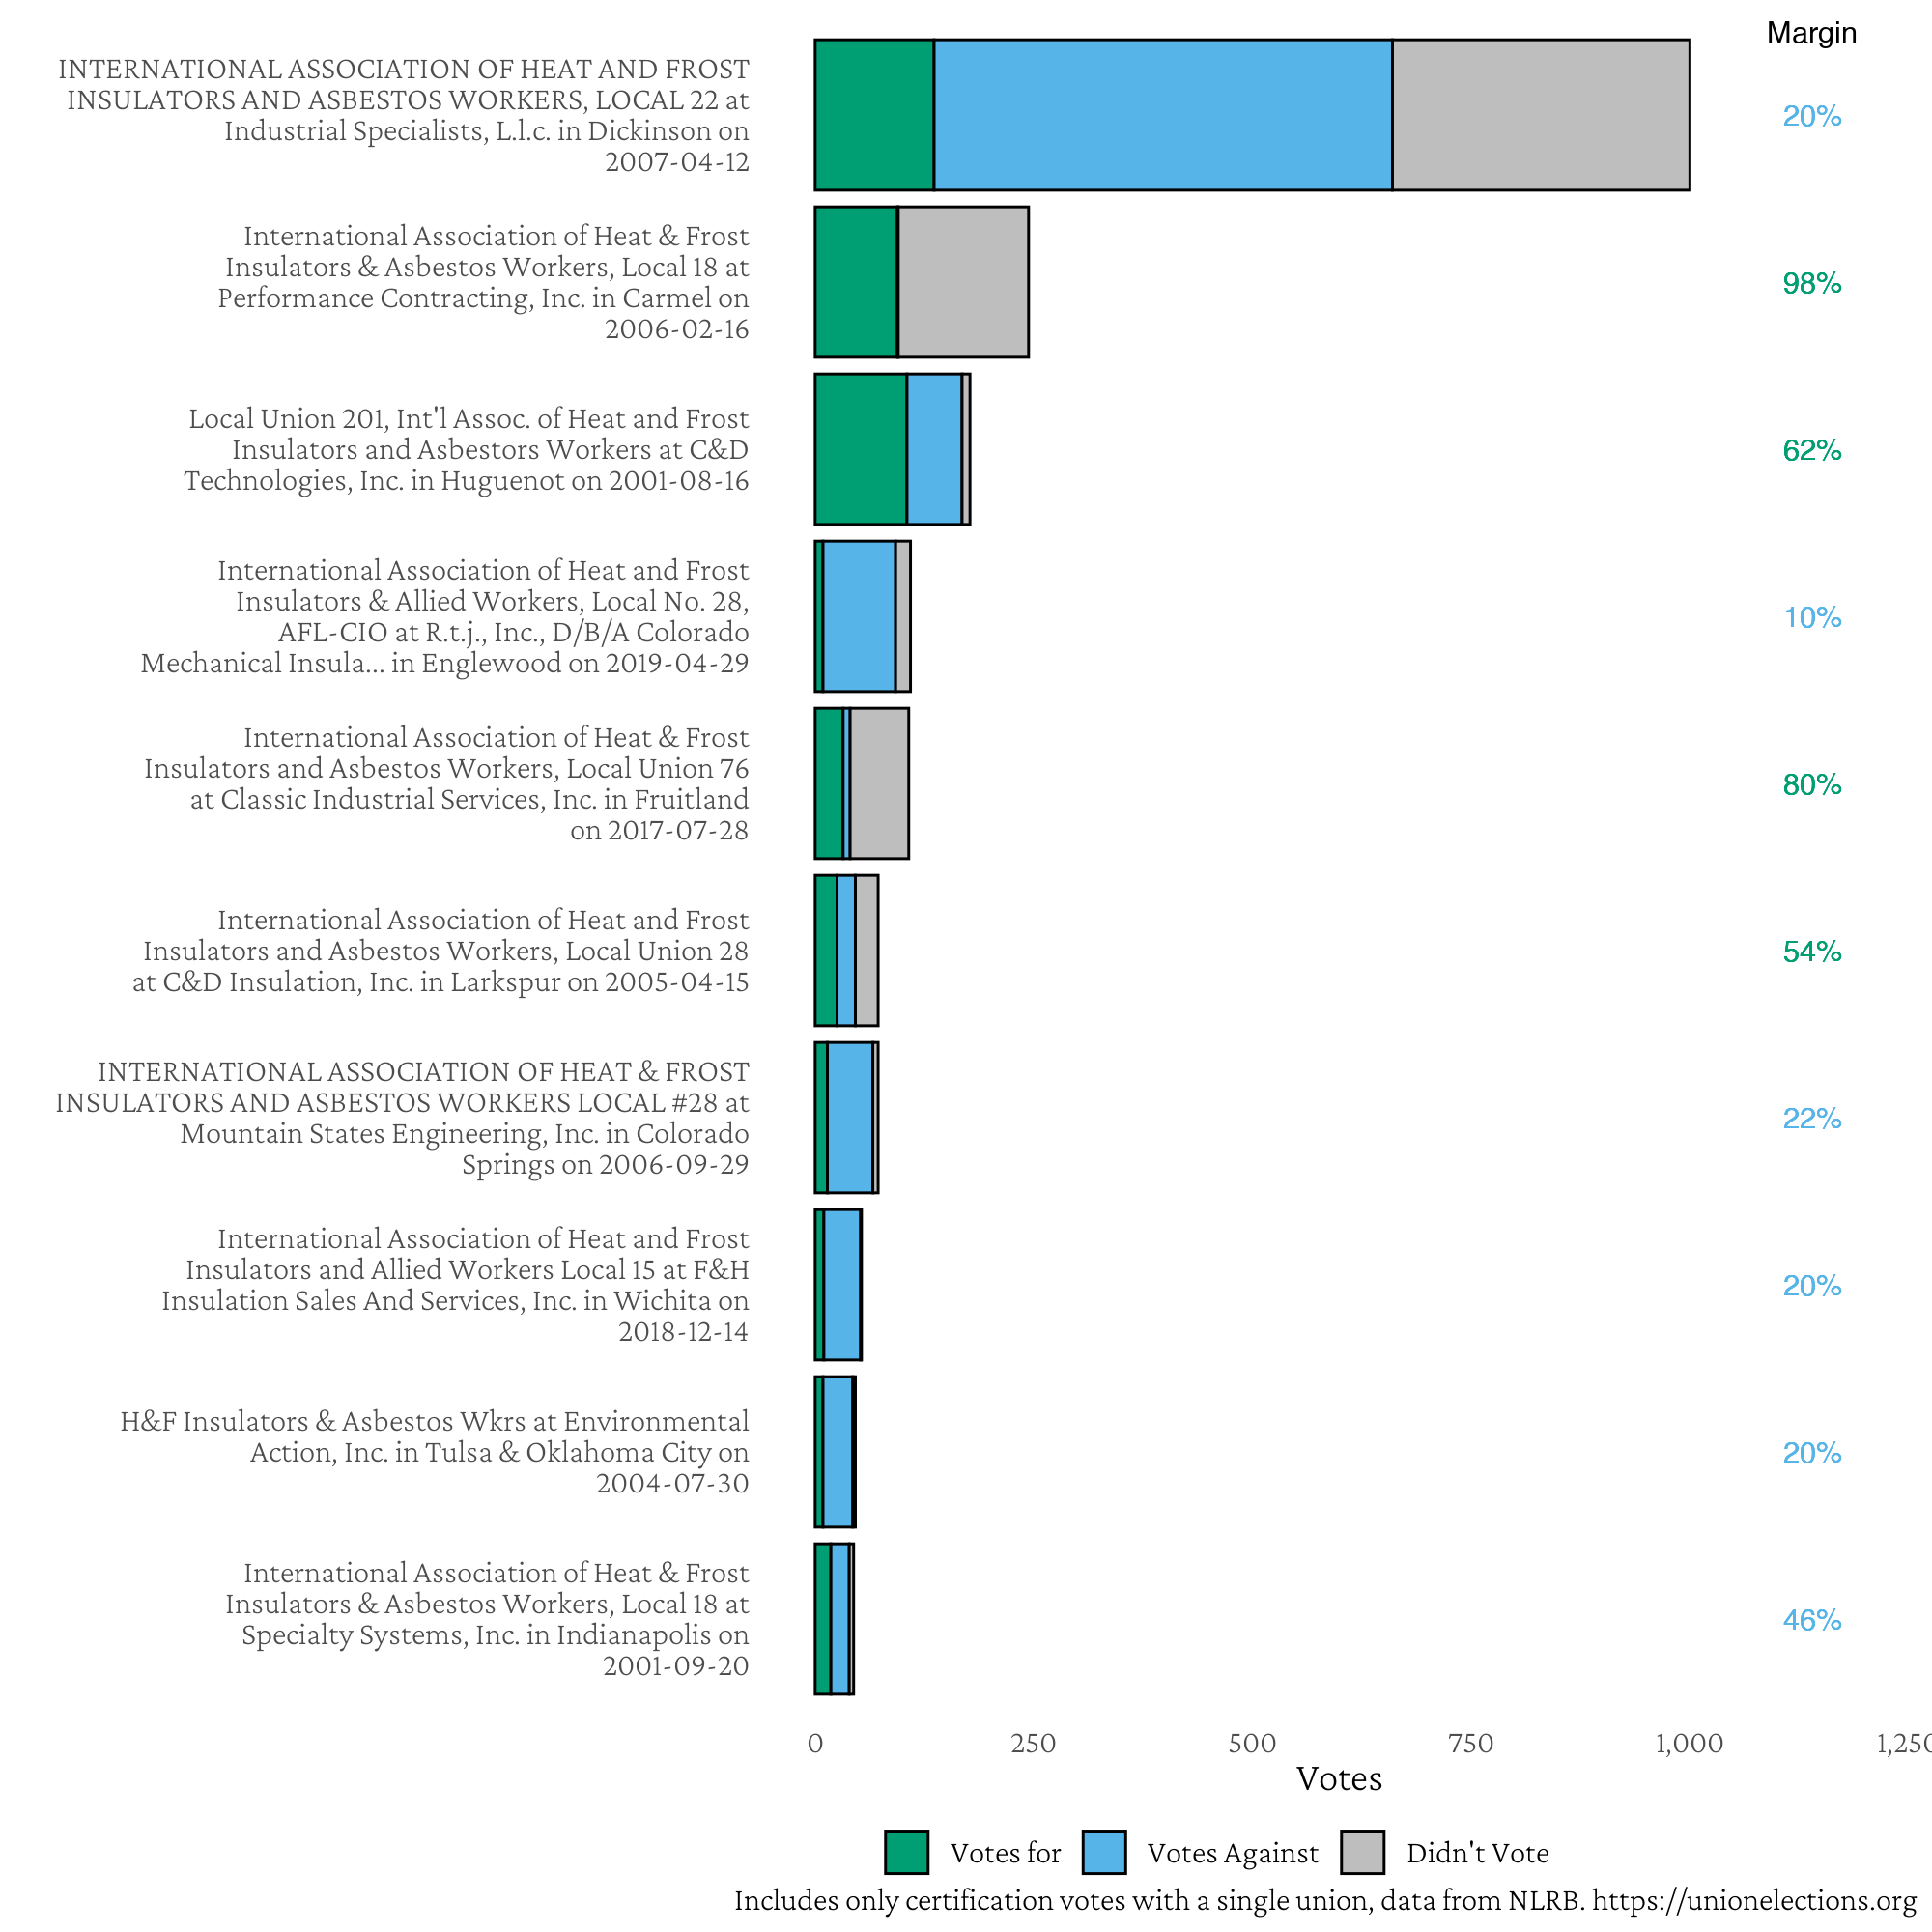 Margin
INTERNATIONAL ASSOCIATION OF HEAT AND FROST
INSULATORS AND ASBESTOS WORKERS, LOCAL 22 at
Industrial Specialists, L.l.c. in Dickinson on
2007-04-12
20%
International Association of Heat & Frost
Insulators & Asbestos Workers, Local 18 at
Performance Contracting, Inc. in Carmel on
2006-02-16
98%
Local Union 201, Int'l Assoc. of Heat and Frost
Insulators and Asbestors Workers at C&D
Technologies, Inc. in Huguenot on 2001-08-16
62%
International Association of Heat and Frost
Insulators & Allied Workers, Local No. 28,
AFL-CIO at R.t.j., Inc., D/B/A Colorado
Mechanical Insula... in Englewood on 2019-04-29
10%
International Association of Heat & Frost
Insulators and Asbestos Workers, Local Union 76
at Classic Industrial Services, Inc. in Fruitland
on 2017-07-28
80%
International Association of Heat and Frost
Insulators and Asbestos Workers, Local Union 28
at C&D Insulation, Inc. in Larkspur on 2005-04-15
54%
INTERNATIONAL ASSOCIATION OF HEAT & FROST
INSULATORS AND ASBESTOS WORKERS LOCAL #28 at
Mountain States Engineering, Inc. in Colorado
Springs on 2006-09-29
22%
International Association of Heat and Frost
Insulators and Allied Workers Local 15 at F&H
Insulation Sales And Services, Inc. in Wichita on
2018-12-14
20%
H&F Insulators & Asbestos Wkrs at Environmental
Action, Inc. in Tulsa & Oklahoma City on
2004-07-30
20%
International Association of Heat & Frost
Insulators & Asbestos Workers, Local 18 at
Specialty Systems, Inc. in Indianapolis on
2001-09-20
46%
0 250 500 750 1,000 1,250
Votes
Votes for Votes Against Didn't Vote
Includes only certification votes with a single union, data from NLRB. https://unionelections.org